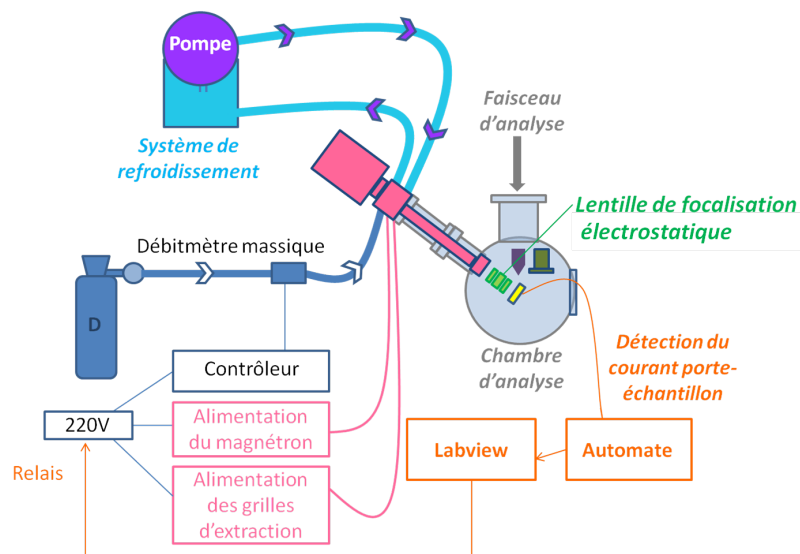 Pompe
Système de
refroidissement
Faisceau
d'analyse
Lentille de focalisation
électrostatique
Débitmètre massique
D
Chambre
d'analyse
Détection du
courant porte-
échantillon
Contrôleur
220V
Alimentation
du magnétron
Relais
Alimentation
des grilles
d'extraction
Labview
Automate